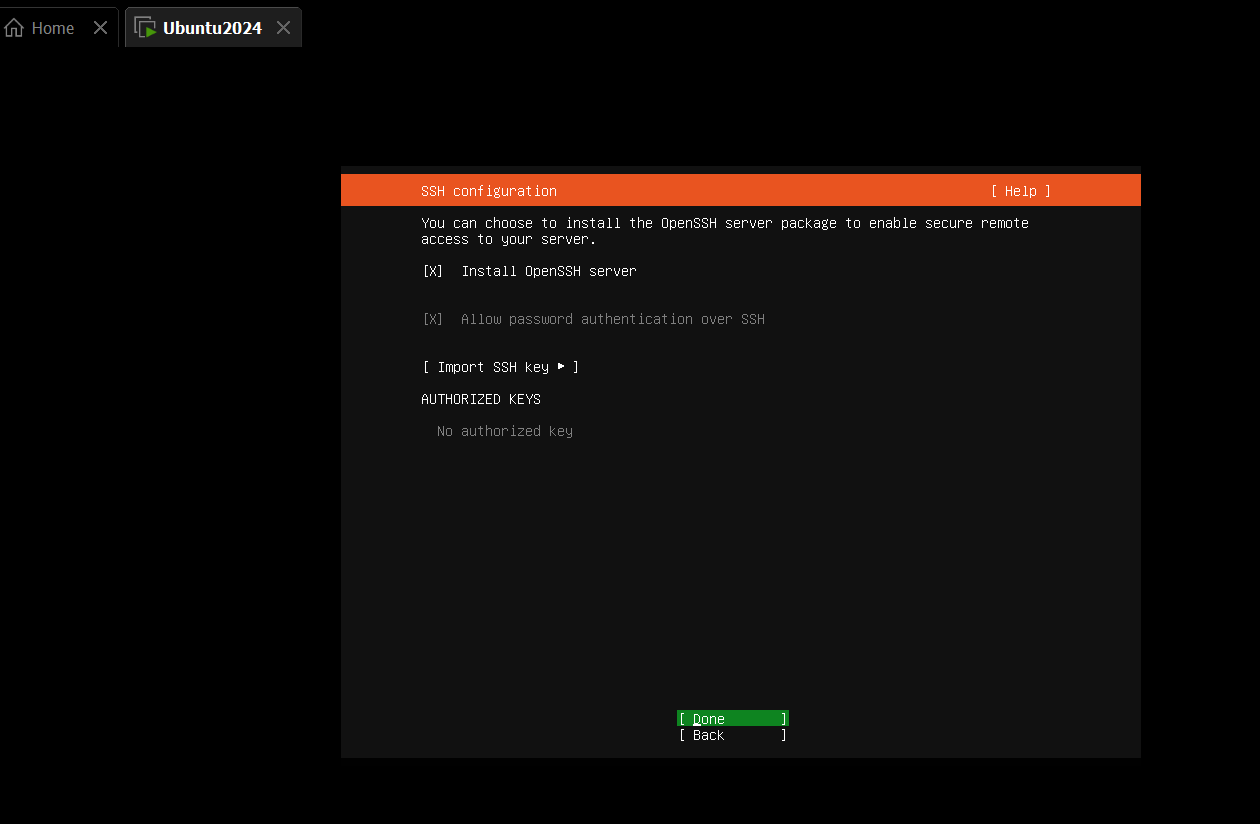 Home
Ubuntu2024
SSH configuration [ Help ]
You can choose to install the OpenSSH server package to enable secure remote
access to your server.
[X] Install OpenSSH server
[X] Allow password authentication over SSH
[ Import SSH key ▸ ]
AUTHORIZED KEYS
No authorized key
[ Done ]
[ Back ]